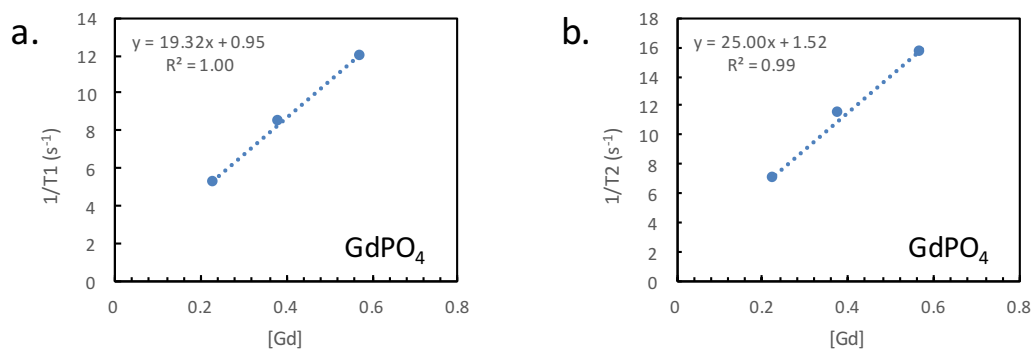 a.
y = 19.32x + 0.95
R² = 1.00
14
12
10
8
6
4
2
0
1/T1 (s⁻¹)
GdPO₄
0 0.2 0.4 0.6 0.8
[Gd]
b.
y = 25.00x + 1.52
R² = 0.99
18
16
14
12
10
8
6
4
2
0
1/T2 (s⁻¹)
GdPO₄
0 0.2 0.4 0.6 0.8
[Gd]